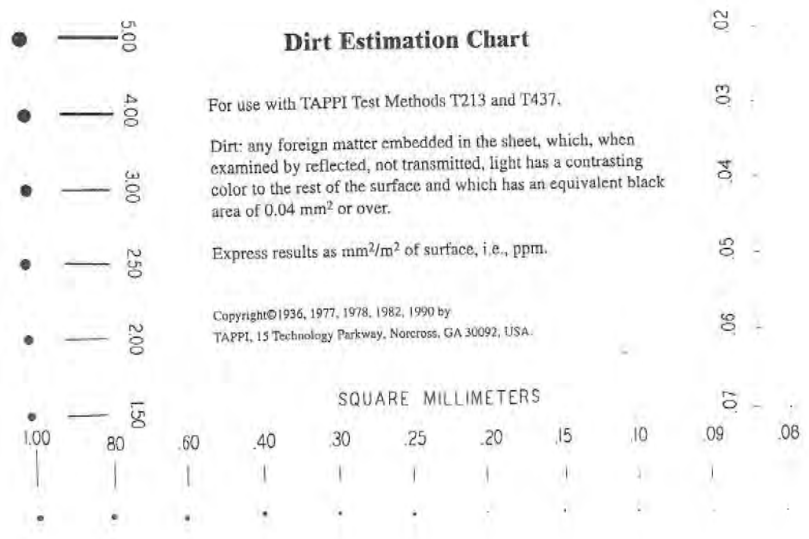 5.00
Dirt Estimation Chart
.02
4.00
For use with TAPPI Test Methods T213 and T437.
.03
Dirt: any foreign matter embedded in the sheet, which, when
examined by reflected, not transmitted, light has a contrasting
3.00
color to the rest of the surface and which has an equivalent black
.04
area of 0.04 mm² or over.
2.50
Express results as mm²/m² of surface, i.e., ppm.
.05
Copyright©1936, 1977, 1978, 1982, 1990 by
2.00
TAPPI, 15 Technology Parkway, Norcross, GA 30092, USA.
.06
SQUARE MILLIMETERS
1.50
.07
1.00 80 .60 .40 .30 .25 .20 .15 .10 .09 .08